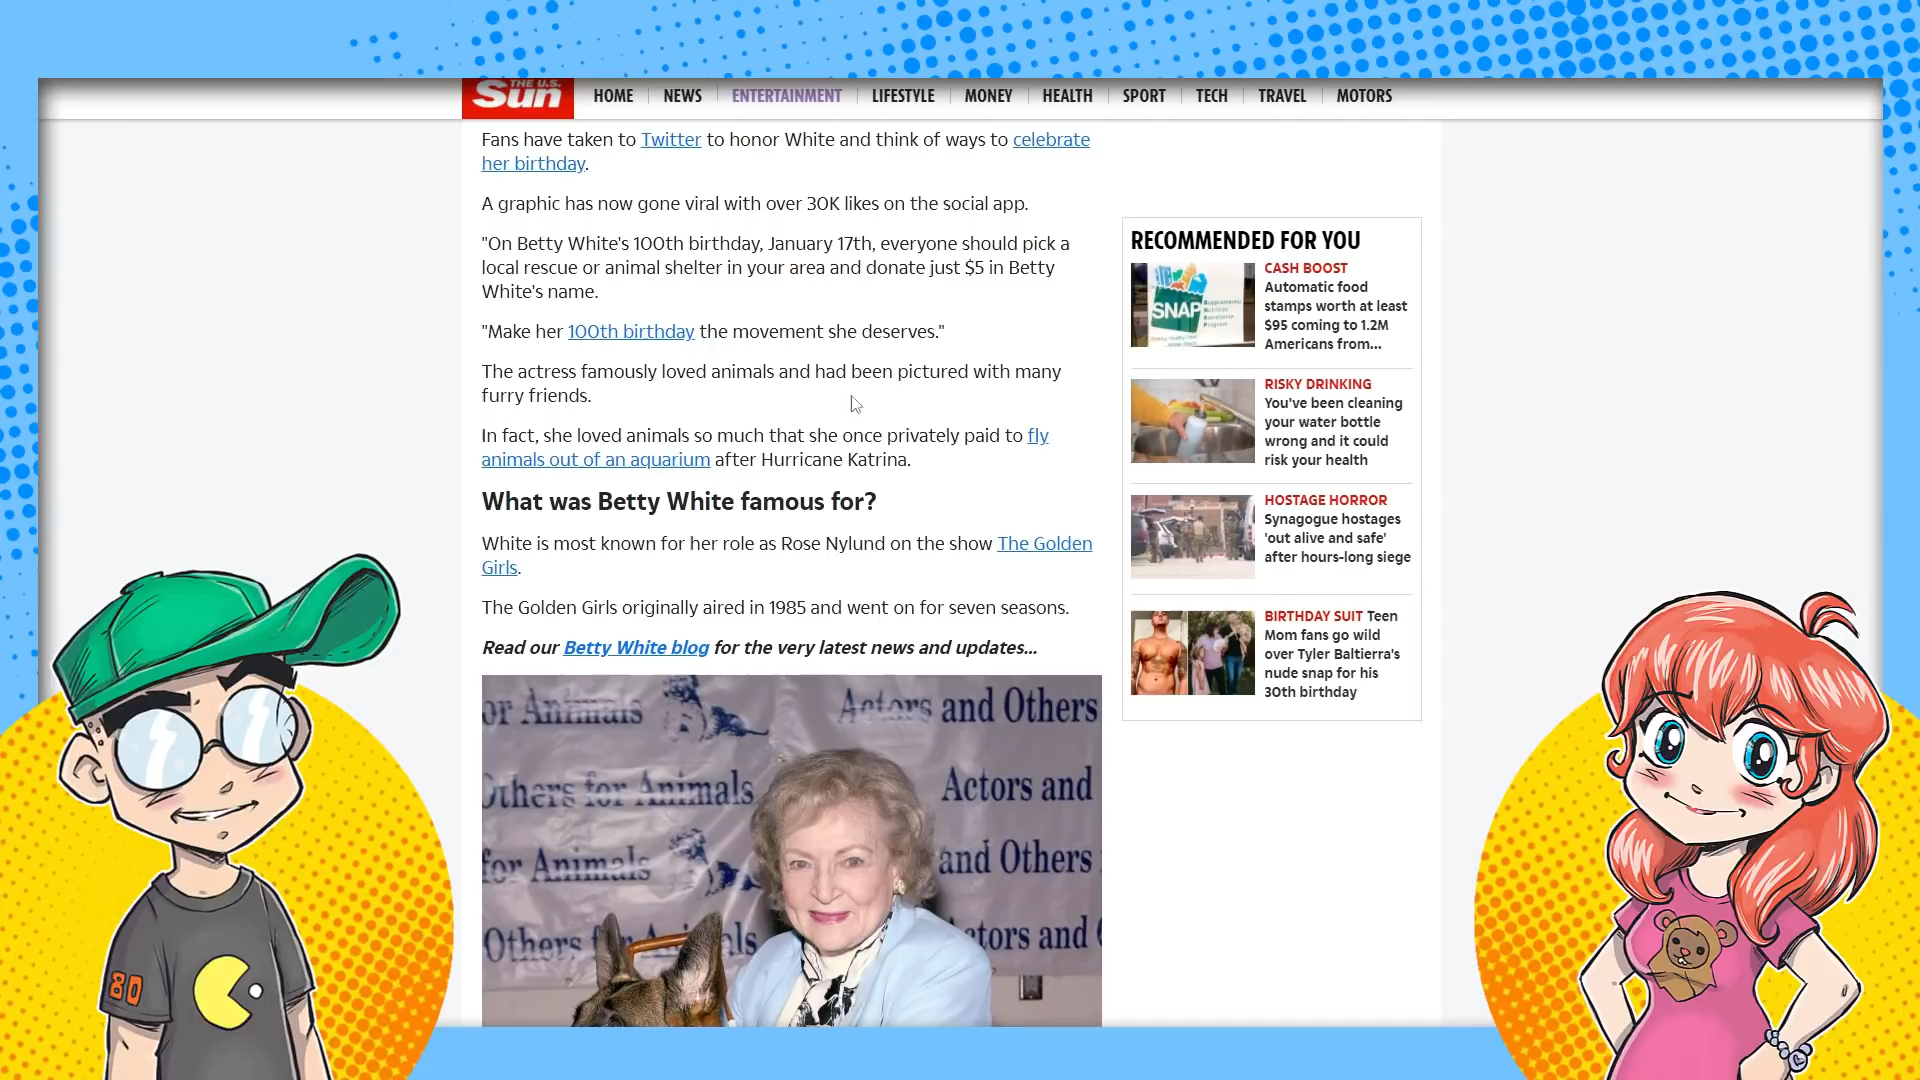 THE U.S.
Sun
HOME
NEWS
ENTERTAINMENT
LIFESTYLE
MONEY
HEALTH
SPORT
TECH
TRAVEL
MOTORS
Fans have taken to Twitter to honor White and think of ways to celebrate
her birthday.
A graphic has now gone viral with over 30K likes on the social app.
"On Betty White's 100th birthday, January 17th, everyone should pick a
local rescue or animal shelter in your area and donate just $5 in Betty
White's name.
"Make her 100th birthday the movement she deserves."
The actress famously loved animals and had been pictured with many
furry friends.
In fact, she loved animals so much that she once privately paid to fly
animals out of an aquarium after Hurricane Katrina.
What was Betty White famous for?
White is most known for her role as Rose Nylund on the show The Golden
Girls.
The Golden Girls originally aired in 1985 and went on for seven seasons.
Read our Betty White blog for the very latest news and updates...
or Animals
Actors and Others
Others for Animals
Actors and
for Animals
and Others
Others
als
actors and
RECOMMENDED FOR YOU
SNAP
CASH BOOST
Automatic food
stamps worth at least
$95 coming to 1.2M
Americans from...
RISKY DRINKING
You've been cleaning
your water bottle
wrong and it could
risk your health
HOSTAGE HORROR
Synagogue hostages
'out alive and safe'
after hours-long siege
BIRTHDAY SUIT Teen
Mom fans go wild
over Tyler Baltierra's
nude snap for his
30th birthday
80